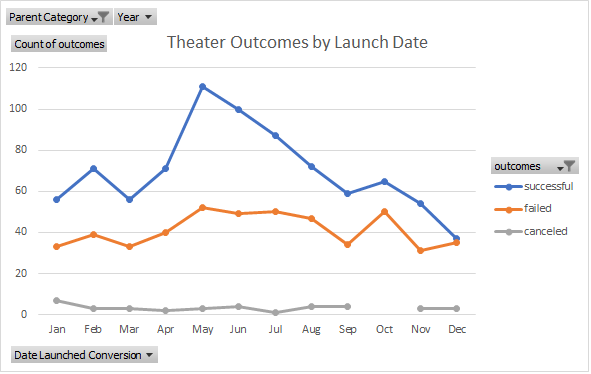 Parent Category Year
Count of outcomes
Theater Outcomes by Launch Date
120
100
80
60
40
20
0
Jan Feb Mar Apr May Jun Jul Aug Sep Oct Nov Dec
outcomes
successful
failed
canceled
Date Launched Conversion